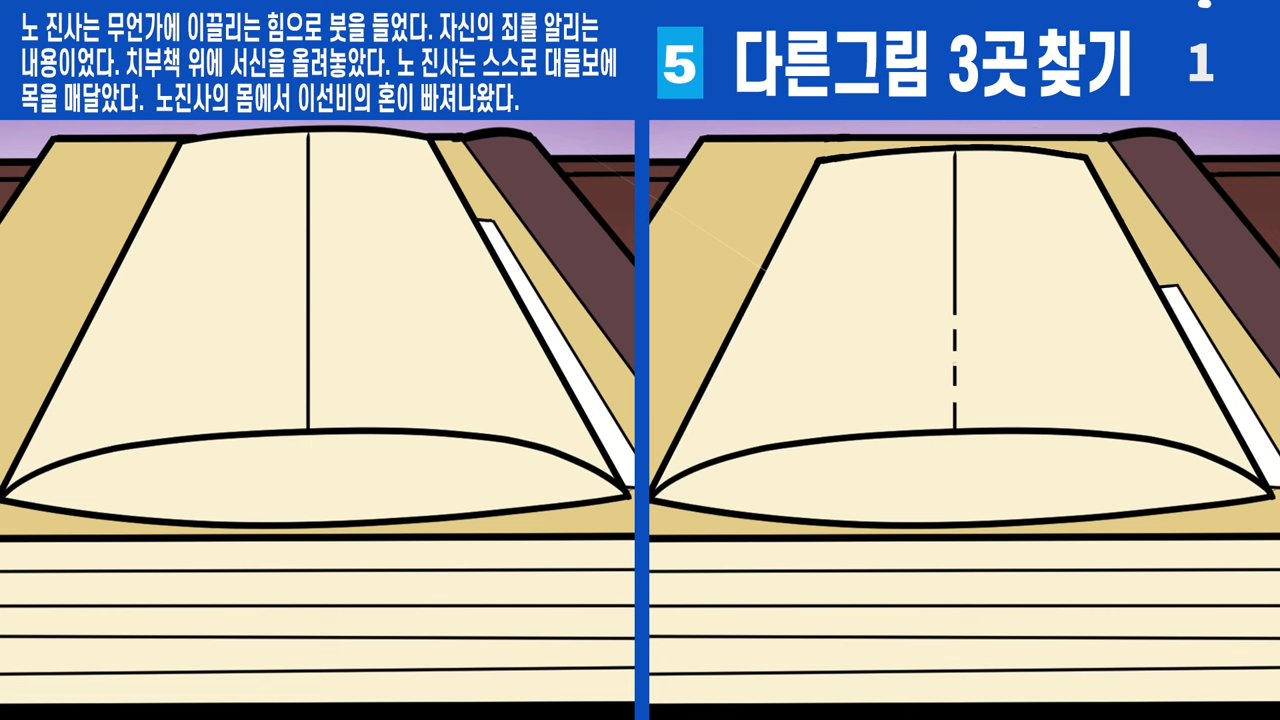 노 진사는 무언가에 이끌리는 힘으로 붓을 들었다. 자신의 죄를 알리는
내용이었다. 치부책 위에 서신을 올려놓았다. 노 진사는 스스로 대들보에
목을 매달았다. 노진사의 몸에서 이선비의 혼이 빠져나왔다.
5 다른그림 3곳 찾기 1